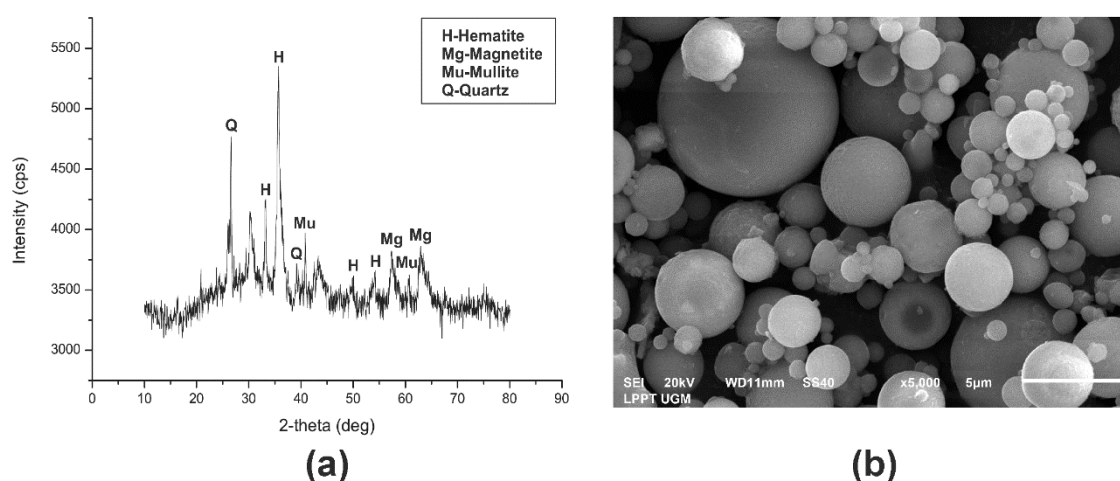 H-Hematite
Mg-Magnetite
Mu-Mullite
Q-Quartz
Intensity (cps)
5500
5000
4500
4000
3500
3000
H
Q
H
Mu
Q
Mg
Mg
H
H
Mu
0 10 20 30 40 50 60 70 80 90
2-theta (deg)
(a)
SEI 20kV WD11mm SS40 x5,000 5µm
LPPT UGM
(b)